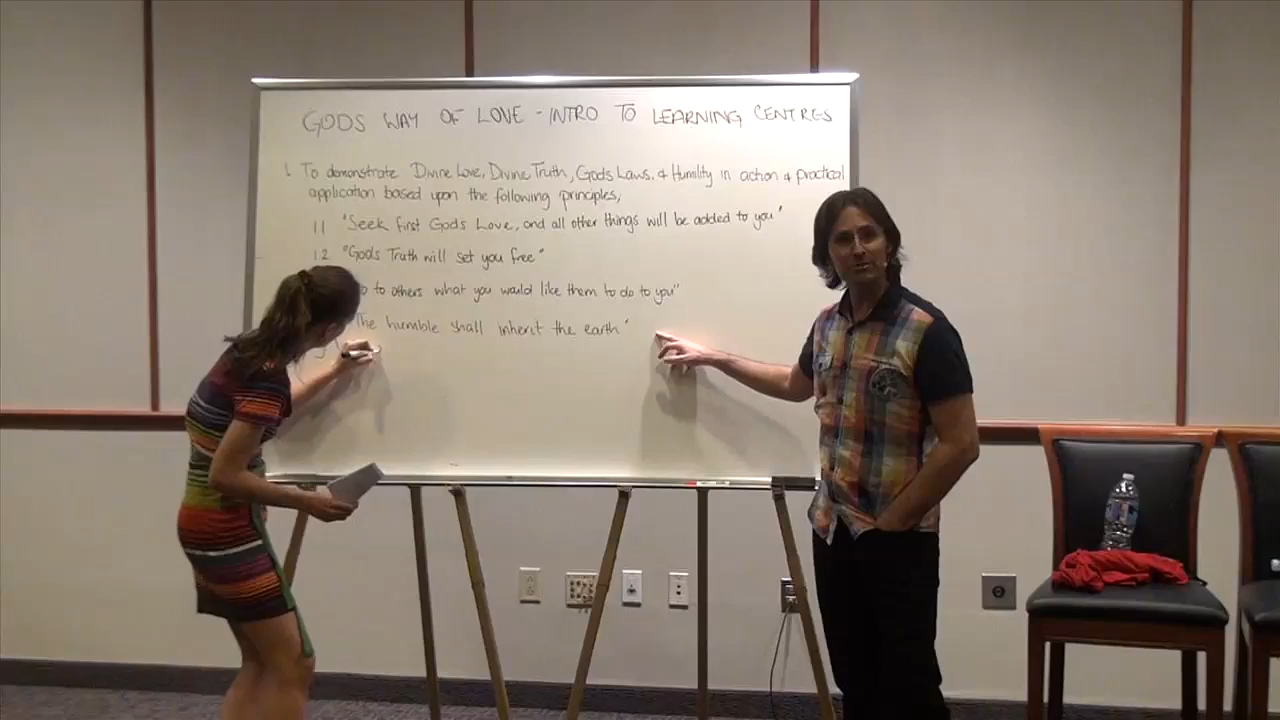 GODS WAY OF LOVE - INTRO TO LEARNING CENTRES
1. To demonstrate Divine Love, Divine Truth, Gods Laws, & Humility in action & practical
application based upon the following principles;
1.1 "Seek first Gods Love, and all other things will be added to you"
1.2 "Gods Truth will set you free"
to others what you would like them to do to you"
The humble shall inherit the earth"